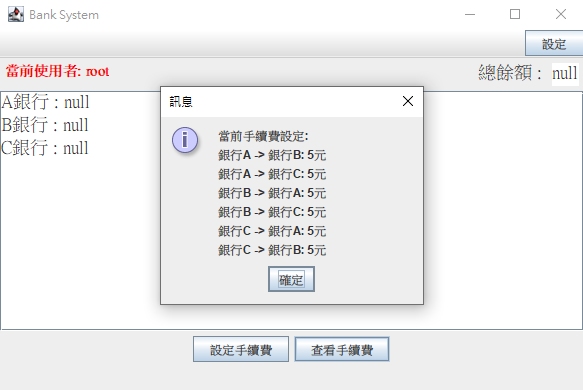 Bank System
設定
當前使用者: root
總餘額： null
A銀行 : null
B銀行 : null
C銀行 : null
訊息
當前手續費設定:
銀行A -> 銀行B: 5元
銀行A -> 銀行C: 5元
銀行B -> 銀行A: 5元
銀行B -> 銀行C: 5元
銀行C -> 銀行A: 5元
銀行C -> 銀行B: 5元
確定
設定手續費
查看手續費